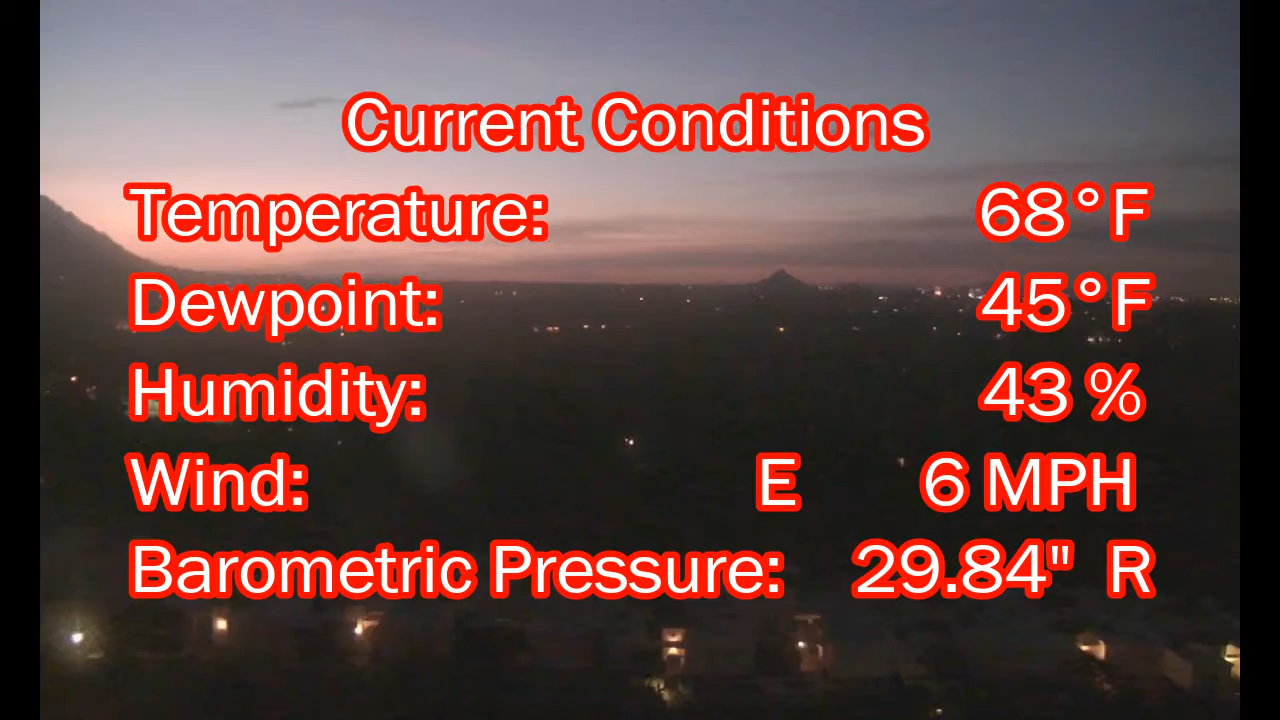 Current Conditions
Temperature: 68°F
Dewpoint: 45°F
Humidity: 43 %
Wind: E 6 MPH
Barometric Pressure: 29.84" R